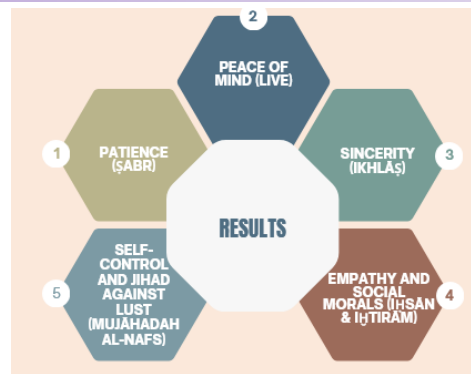 2
PEACE OF
MIND (LIVE)
1
PATIENCE
(ṢABR)
3
SINCERITY
(IKHLĀṢ)
RESULTS
5
SELF-
CONTROL
AND JIHAD
AGAINST
LUST
(MUJĀHADAH
AL-NAFS)
4
EMPATHY AND
SOCIAL
MORALS (IḤSĀN
& IḤTIRĀM)